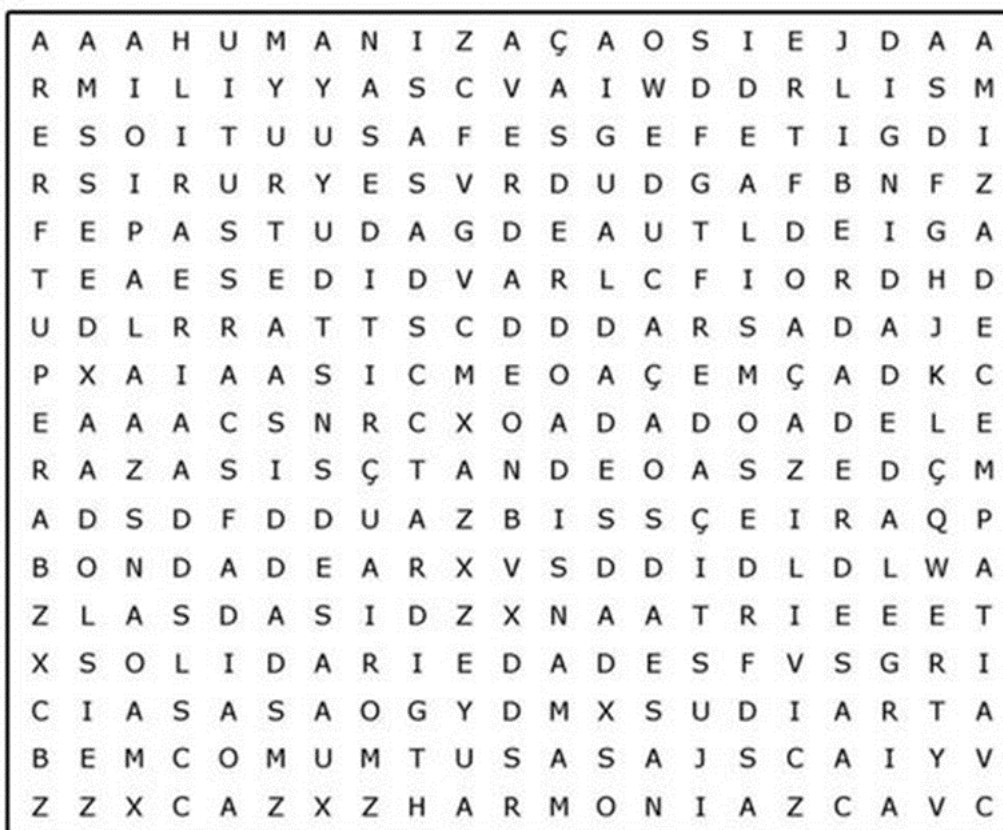 A A A H U M A N I Z A Ç A O S I E J D A A
R M I L I Y Y A S C V A I W D D R L I S M
E S O I T U U S A F E S G E F E T I G D I
R S I R U R Y E S V R D U D G A F B N F Z
F E P A S T U D A G D E A U T L D E I G A
T E A E S E D I D V A R L C F I O R D H D
U D L R R A T T S C D D D A R S A D A J E
P X A I A A S I C M E O A Ç E M Ç A D K C
E A A A C S N R C X O A D A D O A D E L E
R A Z A S I S Ç T A N D E O A S Z E D Ç M
A D S D F D D U A Z B I S S Ç E I R A Q P
B O N D A D E A R X V S D D I D L D L W A
Z L A S D A S I D Z X N A A T R I E E E T
X S O L I D A R I E D A D E S F V S G R I
C I A S A S A O G Y D M X S U D I A R T A
B E M C O M U M T U S A S A J S C A I Y V
Z Z X C A Z X Z H A R M O N I A Z C A V C